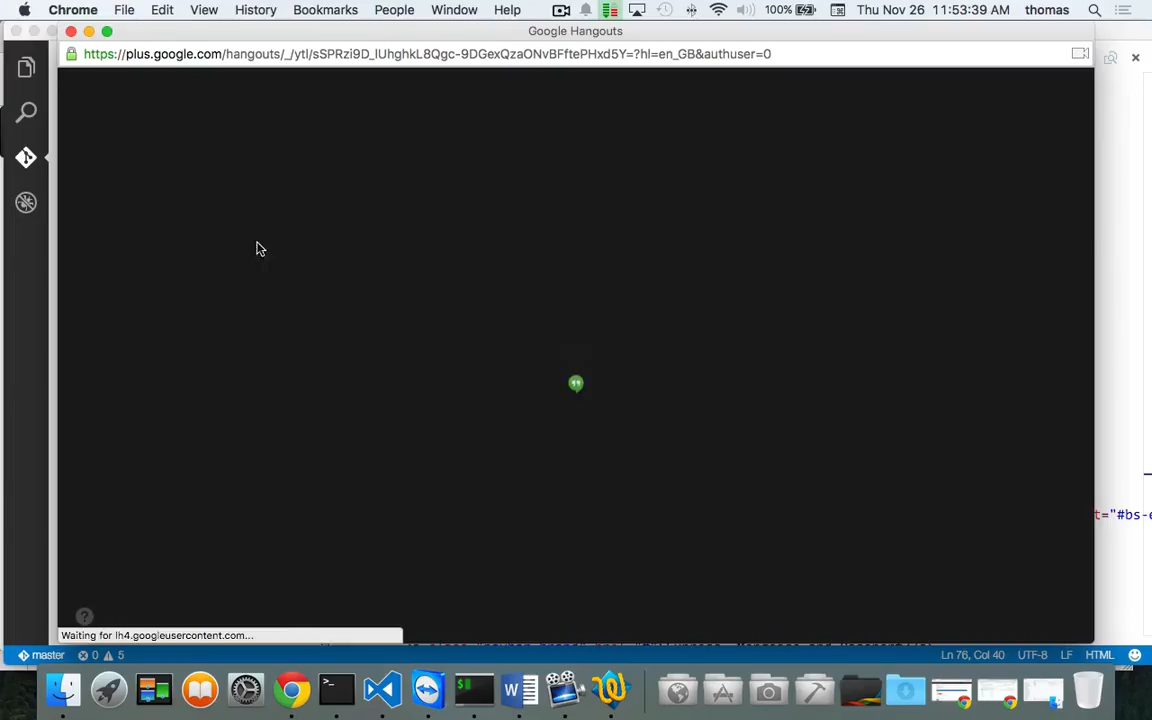 Chrome File Edit View History Bookmarks People Window Help 100% Thu Nov 26 11:53:39 AM thomas
Google Hangouts
https://plus.google.com/hangouts/_/ytl/sSPRzi9D_lUhghkL8Qgc-9DGexQzaONvBFftePHxd5Y=?hl=en_GB&authuser=0
t="#bs-e
?
Waiting for lh4.googleusercontent.com...
master 0 5 Ln 76, Col 40 UTF-8 LF HTML